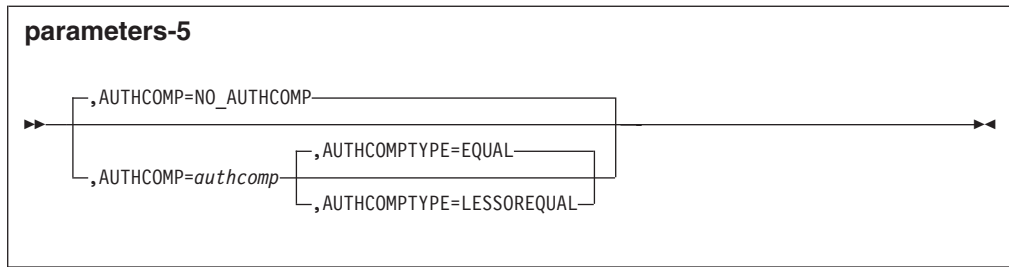 parameters-5
,AUTHCOMP=NO_AUTHCOMP
,AUTHCOMP=authcomp
,AUTHCOMPTYPE=EQUAL
,AUTHCOMPTYPE=LESSOREQUAL